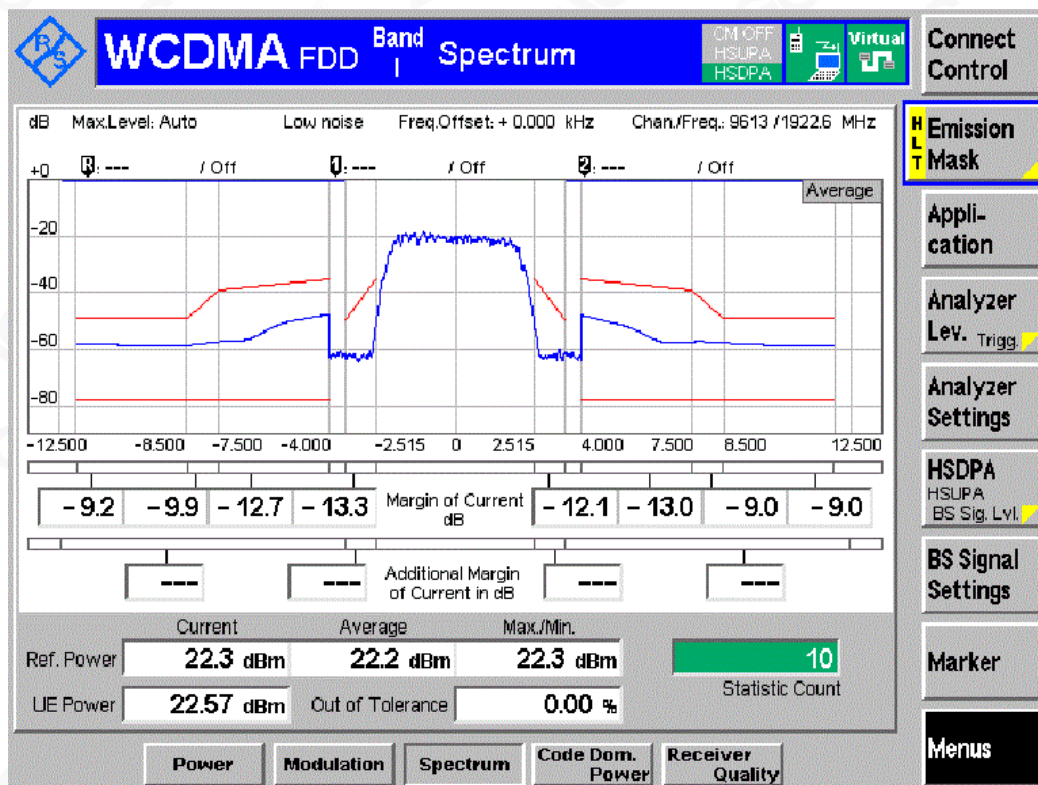 R&S WCDMA FDD Band I Spectrum CM OFF HSUPA HSDPA Virtual
Connect Control
dB Max.Level: Auto Low noise Freq.Offset: + 0.000 kHz Chan./Freq.: 9613 / 1922.6 MHz
HLT Emission Mask
R: --- / Off 1: --- / Off 2: --- / Off
+0
Average
-20
-40
-60
-80
-12.500 -8.500 -7.500 -4.000 -2.515 0 2.515 4.000 7.500 8.500 12.500
Appli-
cation
Analyzer
Lev. Trigg.
Analyzer
Settings
- 9.2 - 9.9 - 12.7 - 13.3 Margin of Current dB - 12.1 - 13.0 - 9.0 - 9.0
HSDPA
HSUPA
BS Sig. Lvl.
--- --- Additional Margin of Current in dB --- ---
BS Signal
Settings
Current Average Max./Min.
Ref. Power 22.3 dBm 22.2 dBm 22.3 dBm 10
Statistic Count
UE Power 22.57 dBm Out of Tolerance 0.00 %
Marker
Menus
Power Modulation Spectrum Code Dom. Power Receiver Quality